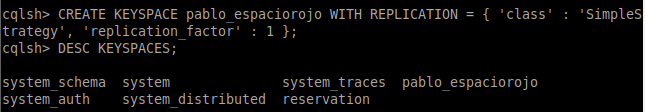 cqlsh> CREATE KEYSPACE pablo_espaciorojo WITH REPLICATION = { 'class' : 'SimpleS
trategy', 'replication_factor' : 1 };
cqlsh> DESC KEYSPACES;

system_schema  system              system_traces  pablo_espaciorojo
system_auth    system_distributed  reservation